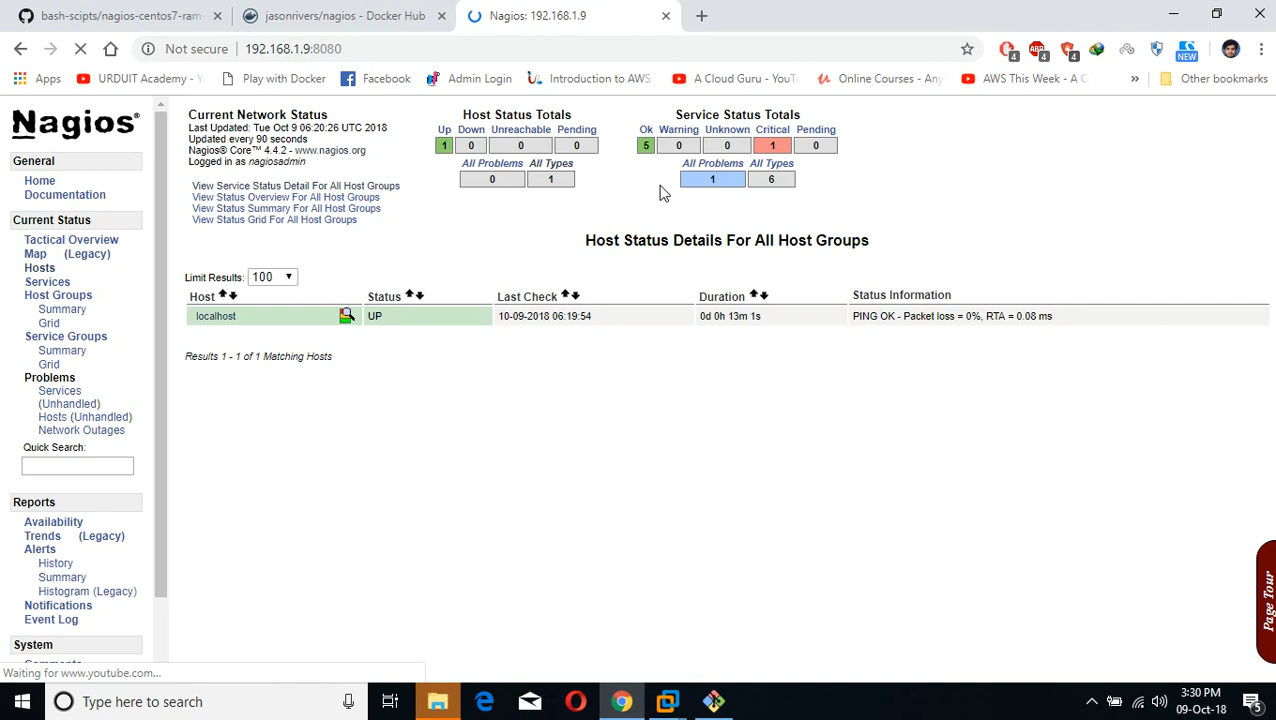 bash-scipts/nagios-centos7-ram
jasonrivers/nagios - Docker Hub
Nagios: 192.168.1.9
Not secure
192.168.1.9:8080
4
4
4
NEW
Apps
URDUIT Academy - Y
Play with Docker
Facebook
Admin Login
Introduction to AWS
A Cloud Guru - YouTu
Online Courses - Any
AWS This Week - A C
»
Other bookmarks
Nagios®
General
Home
Documentation
Current Status
Tactical Overview
Map (Legacy)
Hosts
Services
Host Groups
Summary
Grid
Service Groups
Summary
Grid
Problems
Services
(Unhandled)
Hosts (Unhandled)
Network Outages
Quick Search:
Reports
Availability
Trends (Legacy)
Alerts
History
Summary
Histogram (Legacy)
Notifications
Event Log
System
Current Network Status
Last Updated: Tue Oct 9 06:20:26 UTC 2018
Updated every 90 seconds
Nagios® Core™ 4.4.2 - www.nagios.org
Logged in as nagiosadmin
View Service Status Detail For All Host Groups
View Status Overview For All Host Groups
View Status Summary For All Host Groups
View Status Grid For All Host Groups
Host Status Totals
Up Down Unreachable Pending
1 0 0 0
All Problems All Types
0 1
Service Status Totals
Ok Warning Unknown Critical Pending
5 0 0 1 0
All Problems All Types
1 6
Host Status Details For All Host Groups
Limit Results: 100
Host Status Last Check Duration Status Information
localhost UP 10-09-2018 06:19:54 0d 0h 13m 1s PING OK - Packet loss = 0%, RTA = 0.08 ms
Results 1 - 1 of 1 Matching Hosts
Page Tour
Waiting for www.youtube.com...
Type here to search
3:30 PM
09-Oct-18
5